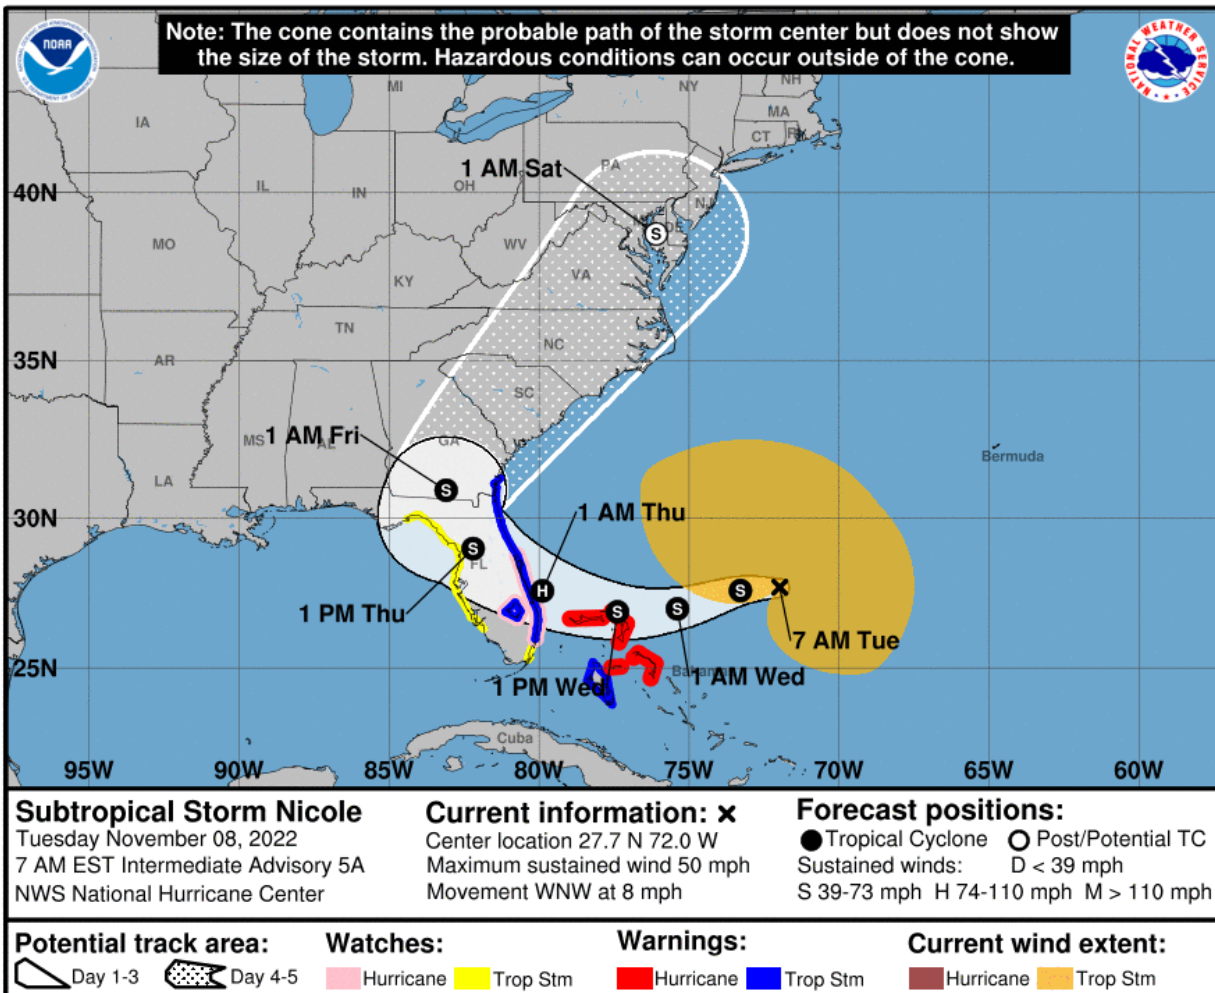 Note: The cone contains the probable path of the storm center but does not show
the size of the storm. Hazardous conditions can occur outside of the cone.
NOAA
NATIONAL WEATHER SERVICE
MI
NY
NH
MA
CT
IA
1 AM Sat
PA
40N
IL
IN
OH
NJ
S
MO
WV
KY
VA
TN
NC
35N
AR
SC
MS
AL
1 AM Fri
GA
Bermuda
LA
S
1 AM Thu
30N
S
FL
H
S
S
S
1 PM Thu
7 AM Tue
25N
1 PM Wed
Bahamas
1 AM Wed
Cuba
95W
90W
85W
80W
75W
70W
65W
60W
Subtropical Storm Nicole
Tuesday November 08, 2022
7 AM EST Intermediate Advisory 5A
NWS National Hurricane Center
Current information: x
Center location 27.7 N 72.0 W
Maximum sustained wind 50 mph
Movement WNW at 8 mph
Forecast positions:
Tropical Cyclone Post/Potential TC
Sustained winds: D < 39 mph
S 39-73 mph H 74-110 mph M > 110 mph
Potential track area:
Day 1-3 Day 4-5
Watches:
Hurricane Trop Stm
Warnings:
Hurricane Trop Stm
Current wind extent:
Hurricane Trop Stm